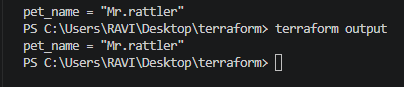 pet_name = "Mr.rattler"
PS C:\Users\RAVI\Desktop\terraform> terraform output
pet_name = "Mr.rattler"
PS C:\Users\RAVI\Desktop\terraform>